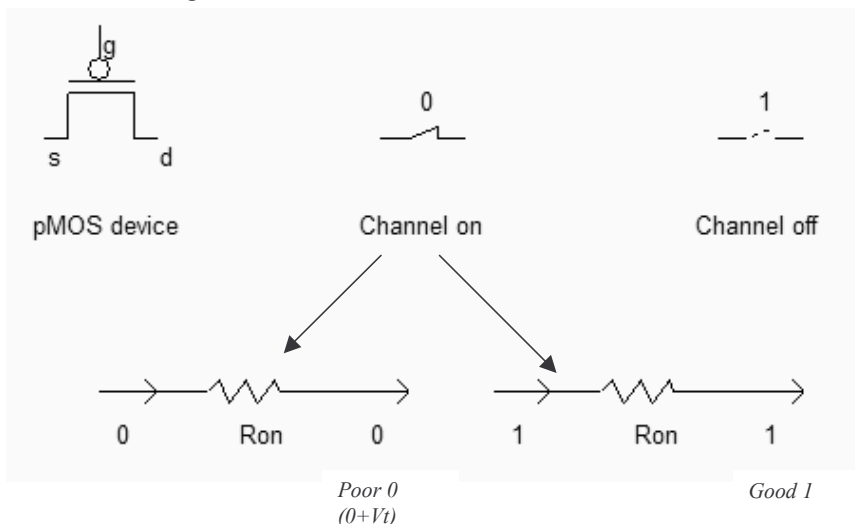 g
0
1
s d
pMOS device
Channel on
Channel off
0 Ron 0
1 Ron 1
Poor 0
(0+Vt)
Good 1